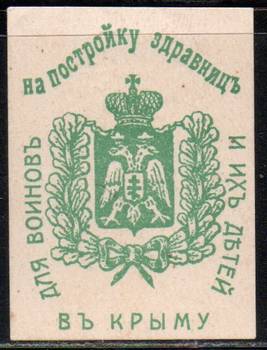 на постройку здравницъ
для воиновъ
и ихъ дѣтей
въ Крыму